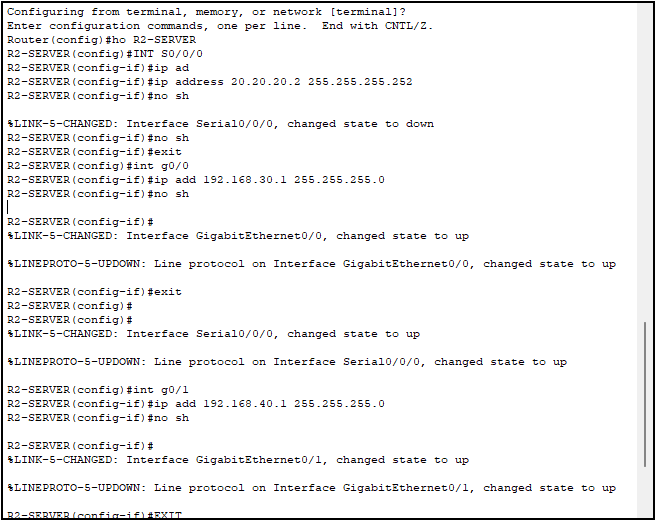 Configuring from terminal, memory, or network [terminal]?
Enter configuration commands, one per line.  End with CNTL/Z.
Router(config)#ho R2-SERVER
R2-SERVER(config)#INT S0/0/0
R2-SERVER(config-if)#ip ad
R2-SERVER(config-if)#ip address 20.20.20.2 255.255.255.252
R2-SERVER(config-if)#no sh
%LINK-5-CHANGED: Interface Serial0/0/0, changed state to down
R2-SERVER(config-if)#no sh
R2-SERVER(config-if)#exit
R2-SERVER(config)#int g0/0
R2-SERVER(config-if)#ip add 192.168.30.1 255.255.255.0
R2-SERVER(config-if)#no sh
R2-SERVER(config-if)#
%LINK-5-CHANGED: Interface GigabitEthernet0/0, changed state to up
%LINEPROTO-5-UPDOWN: Line protocol on Interface GigabitEthernet0/0, changed state to up
R2-SERVER(config-if)#exit
R2-SERVER(config)#
R2-SERVER(config)#
%LINK-5-CHANGED: Interface Serial0/0/0, changed state to up
%LINEPROTO-5-UPDOWN: Line protocol on Interface Serial0/0/0, changed state to up
R2-SERVER(config)#int g0/1
R2-SERVER(config-if)#ip add 192.168.40.1 255.255.255.0
R2-SERVER(config-if)#no sh
R2-SERVER(config-if)#
%LINK-5-CHANGED: Interface GigabitEthernet0/1, changed state to up
%LINEPROTO-5-UPDOWN: Line protocol on Interface GigabitEthernet0/1, changed state to up
R2-SERVER(config-if)#EXIT